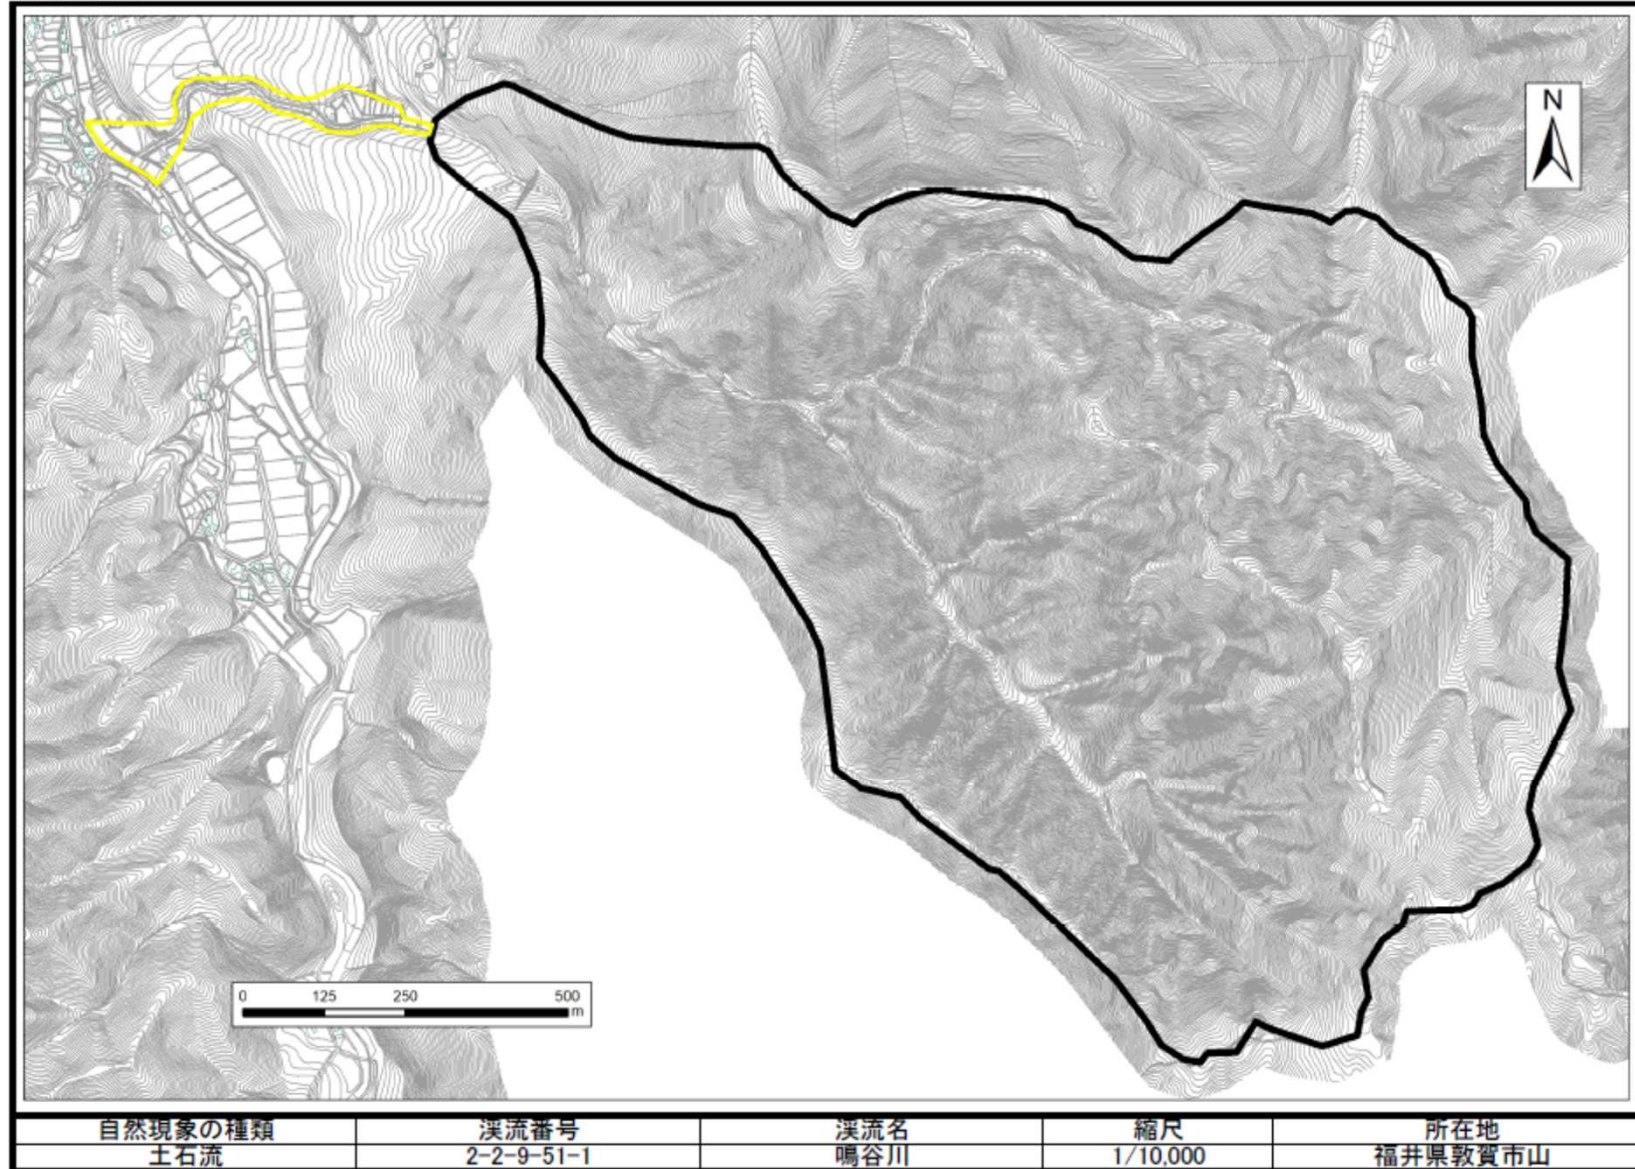 N
0 125 250 500
m
自然現象の種類 渓流番号 渓流名 縮尺 所在地
土石流 2-2-9-51-1 鳴谷川 1/10,000 福井県敦賀市山